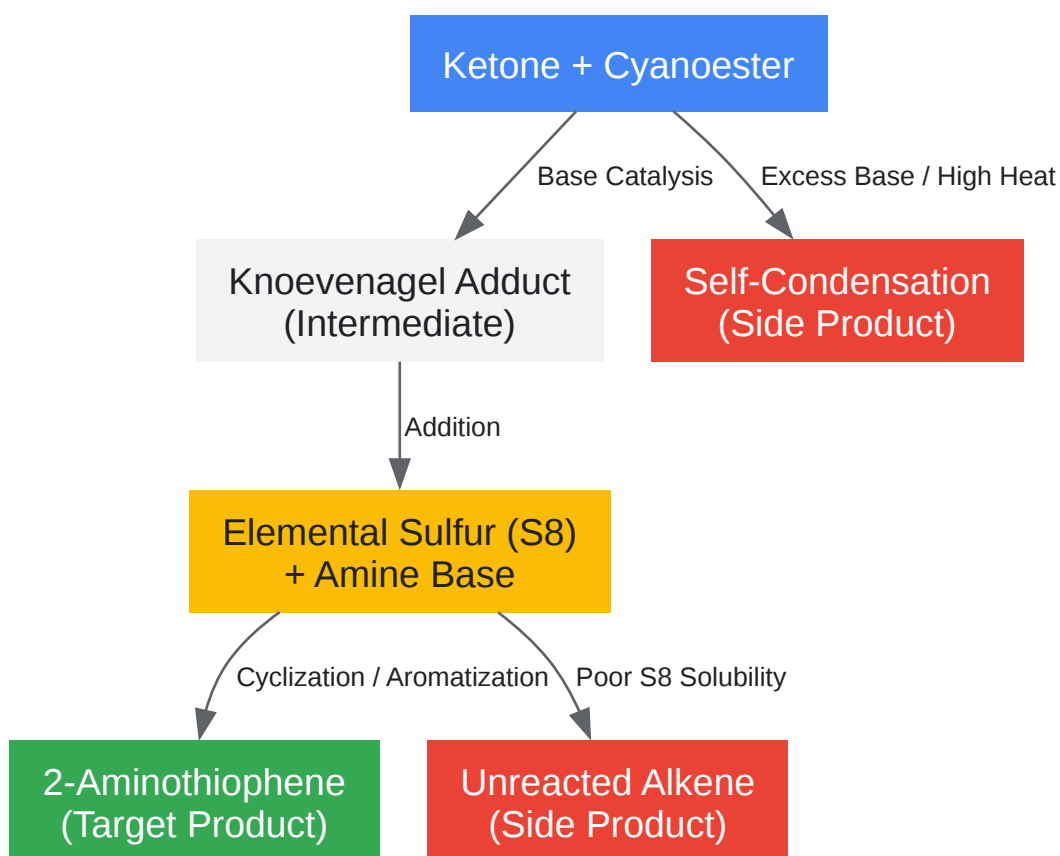 Ketone + Cyanoester
Base Catalysis
Excess Base / High Heat
Knoevenagel Adduct
(Intermediate)
Self-Condensation
(Side Product)
Addition
Elemental Sulfur (S8)
+ Amine Base
Cyclization / Aromatization
Poor S8 Solubility
2-Aminothiophene
(Target Product)
Unreacted Alkene
(Side Product)